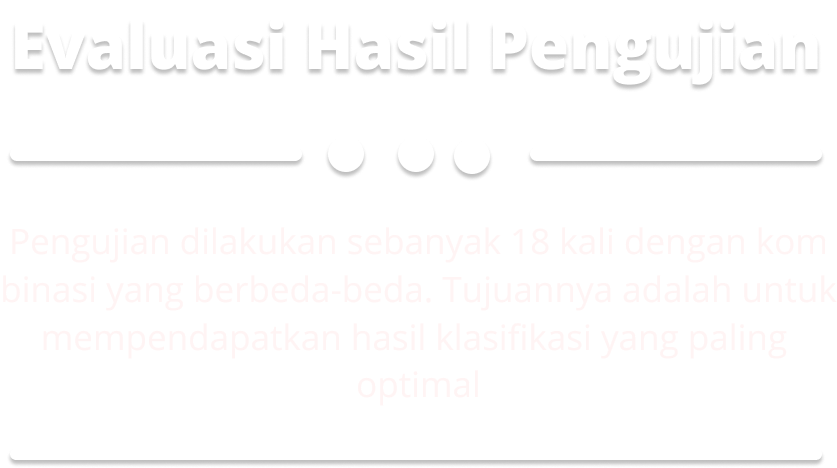 Evaluasi Hasil Pengujian
Pengujian dilakukan sebanyak 18 kali dengan kom
binasi yang berbeda-beda. Tujuannya adalah untuk
mempendapatkan hasil klasifikasi yang paling
optimal